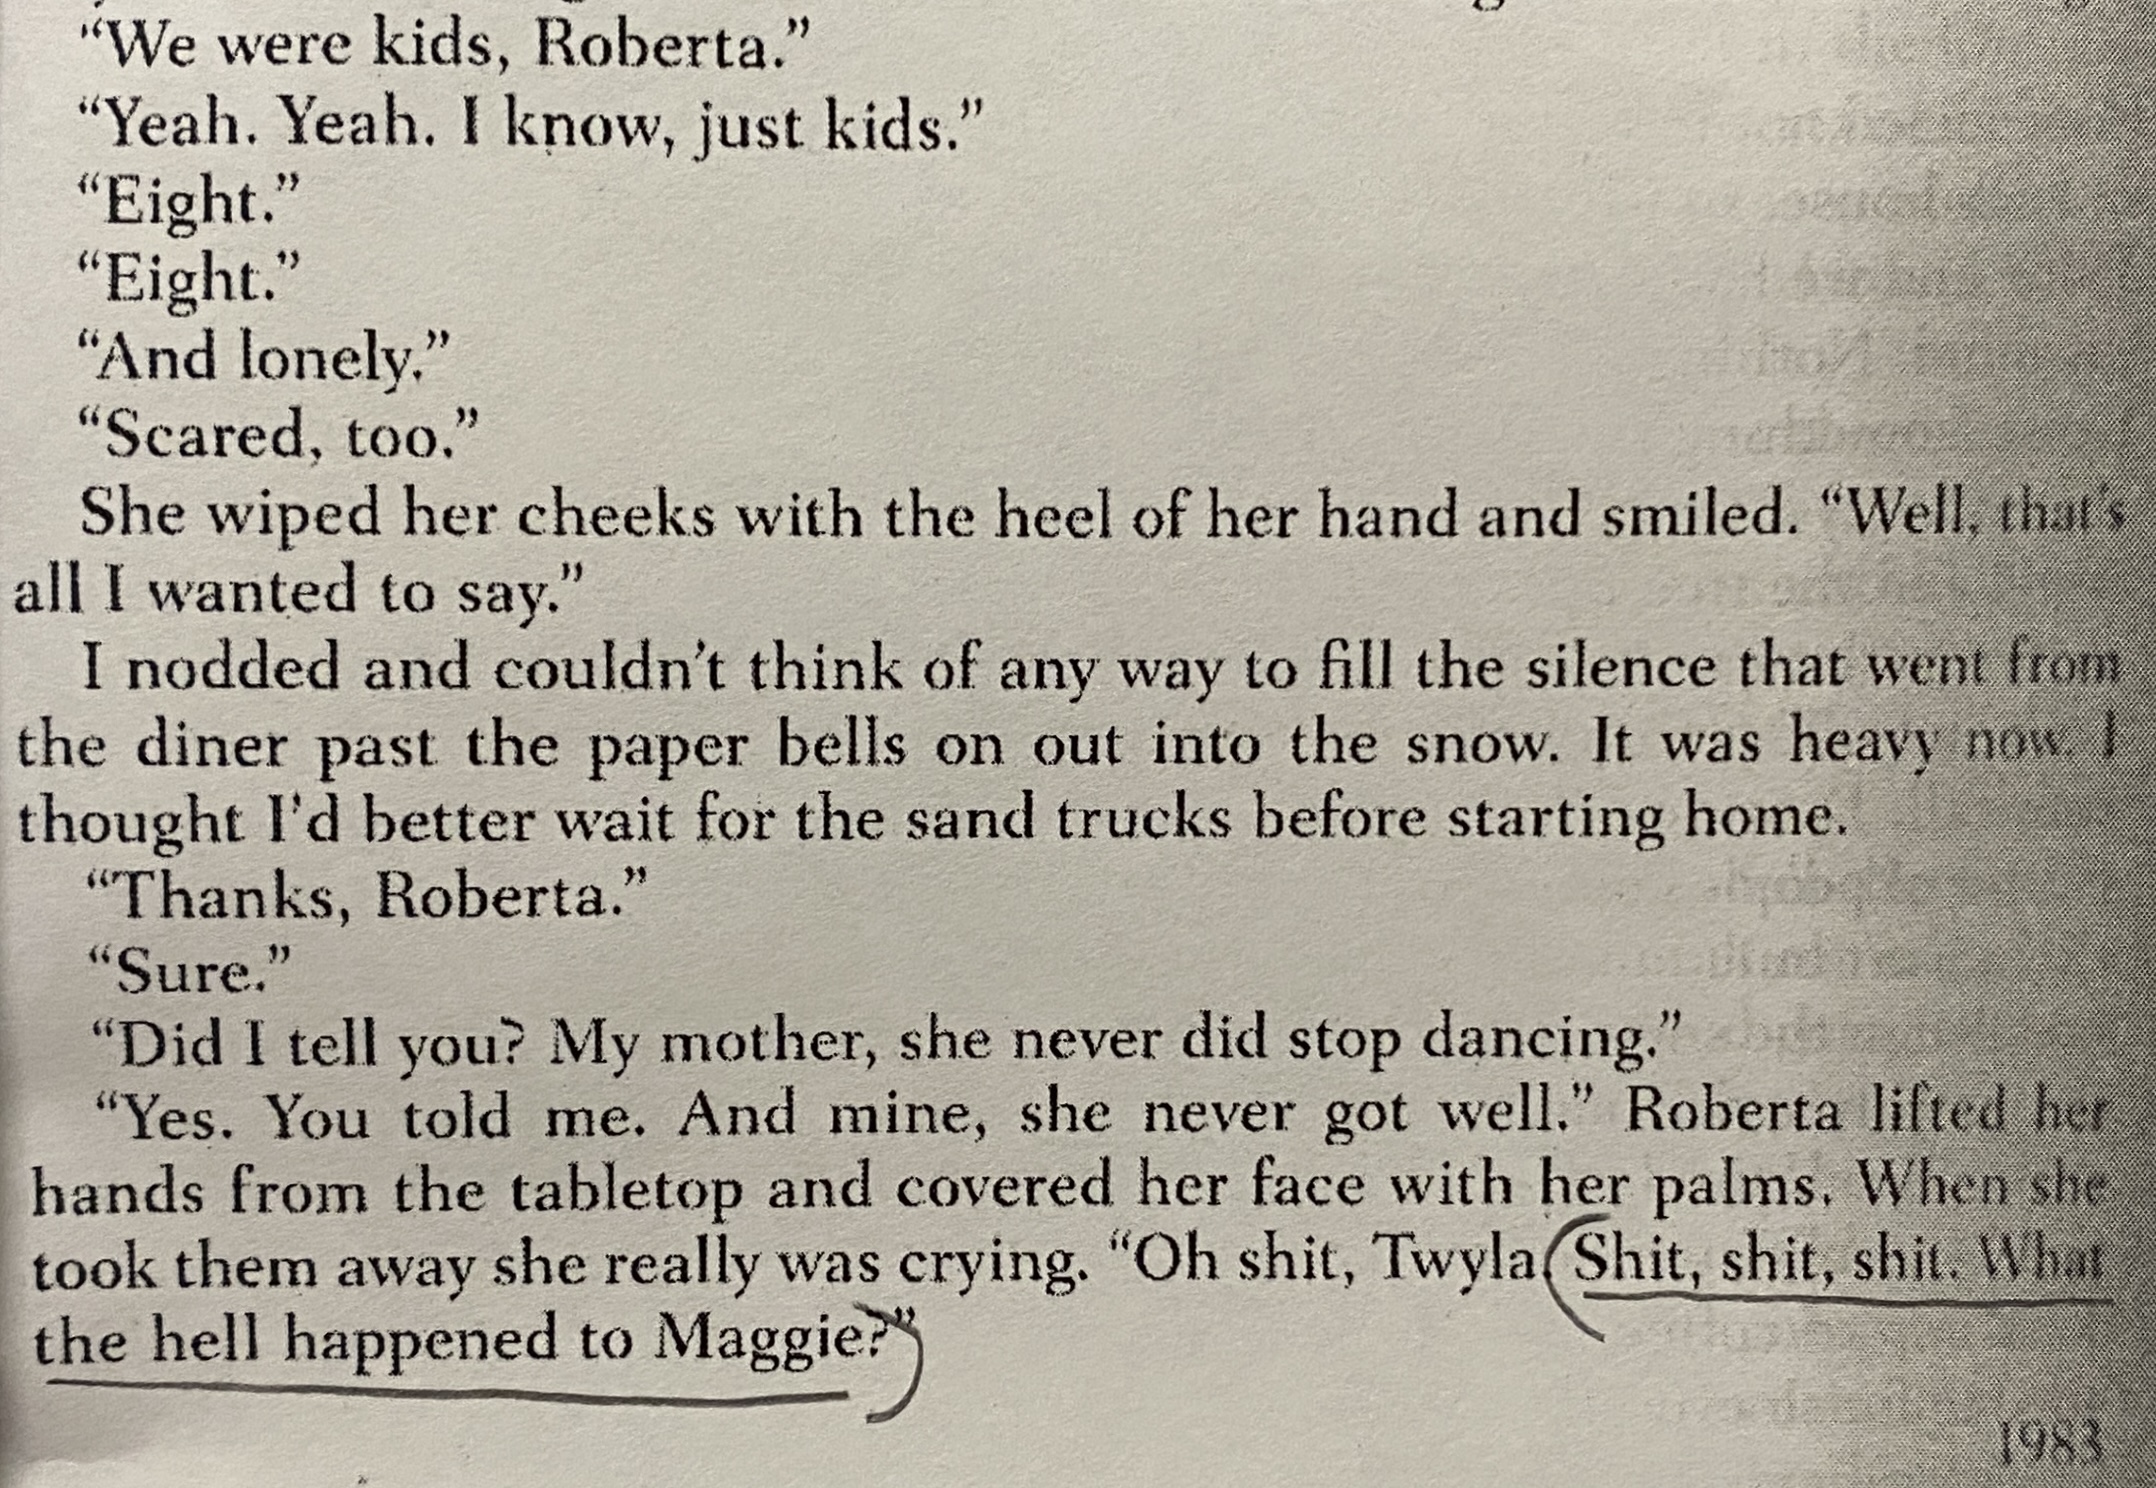 “We were kids, Roberta.”
“Yeah. Yeah. I know, just kids.”
“Eight.”
“Eight.”
“And lonely.”
“Scared, too.”
She wiped her cheeks with the heel of her hand and smiled. “Well, that’s
all I wanted to say.”
I nodded and couldn’t think of any way to fill the silence that went from
the diner past the paper bells on out into the snow. It was heavy now I
thought I’d better wait for the sand trucks before starting home.
“Thanks, Roberta.”
“Sure.”
“Did I tell you? My mother, she never did stop dancing.”
“Yes. You told me. And mine, she never got well.” Roberta lifted her
hands from the tabletop and covered her face with her palms. When she
took them away she really was crying. “Oh shit, Twyla Shit, shit, shit. What
the hell happened to Maggie?”
1983